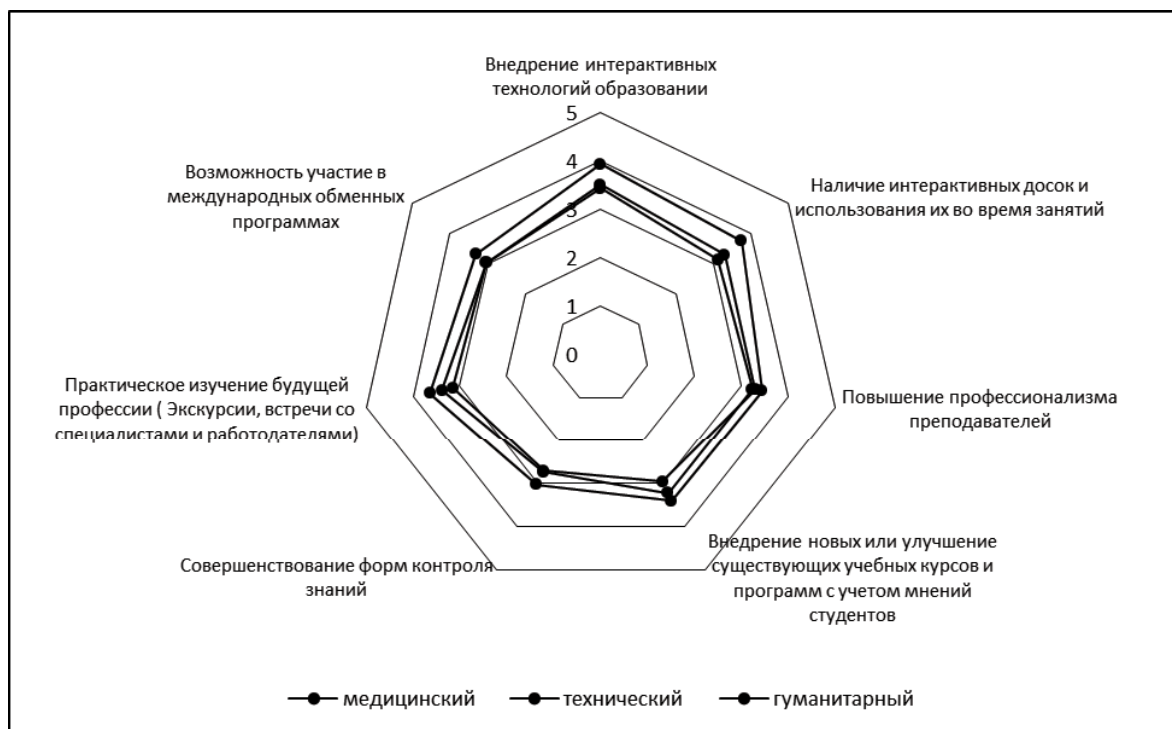 Внедрение интерактивных
технологий образовании
5
4
3
2
1
0
Наличие интерактивных досок и
использования их во время занятий
Повышение профессионализма
преподавателей
Внедрение новых или улучшение
существующих учебных курсов и
программ с учетом мнений
студентов
Совершенствование форм контроля
знаний
Практическое изучение будущей
профессии ( Экскурсии, встречи со
специалистами и работодателями)
Возможность участие в
международных обменных
программах
медицинский технический гуманитарный